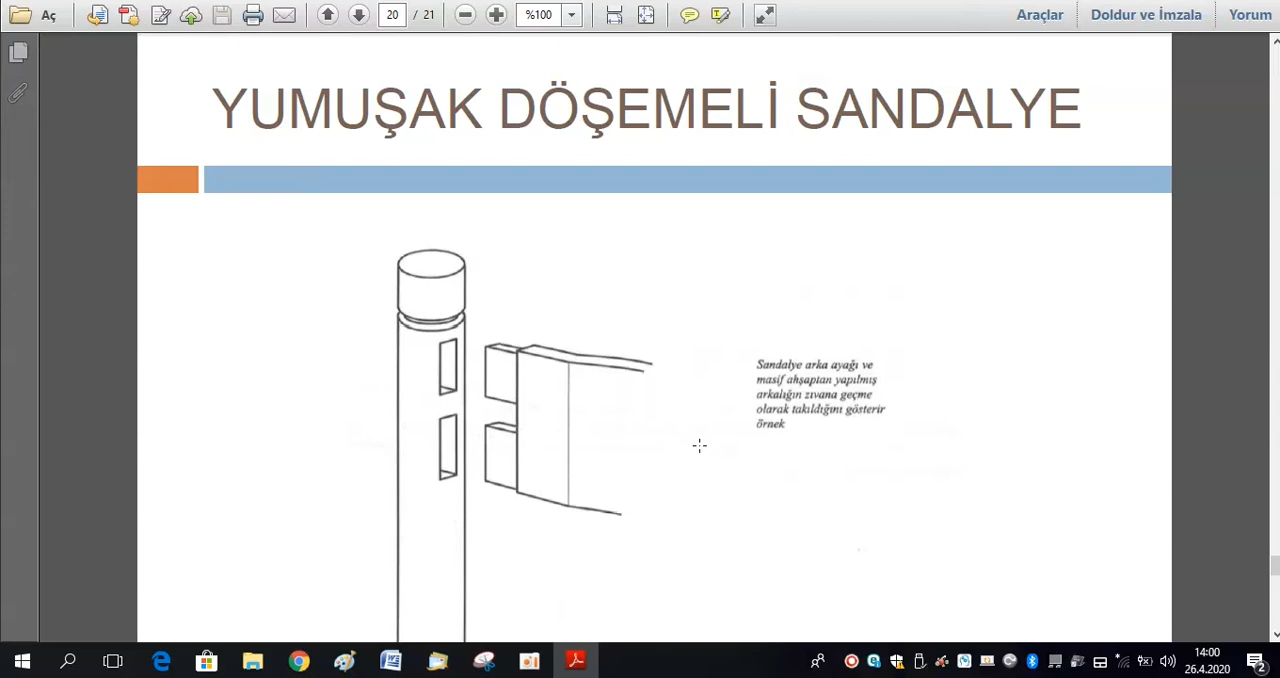 Aç
20 / 21
%100
Araçlar
Doldur ve İmzala
Yorum
YUMUŞAK DÖŞEMELİ SANDALYE
Sandalye arka ayağı ve
masif ahşaptan yapılmış
arkalığın zıvana geçme
olarak takıldığını gösterir
örnek
14:00
26.4.2020
2